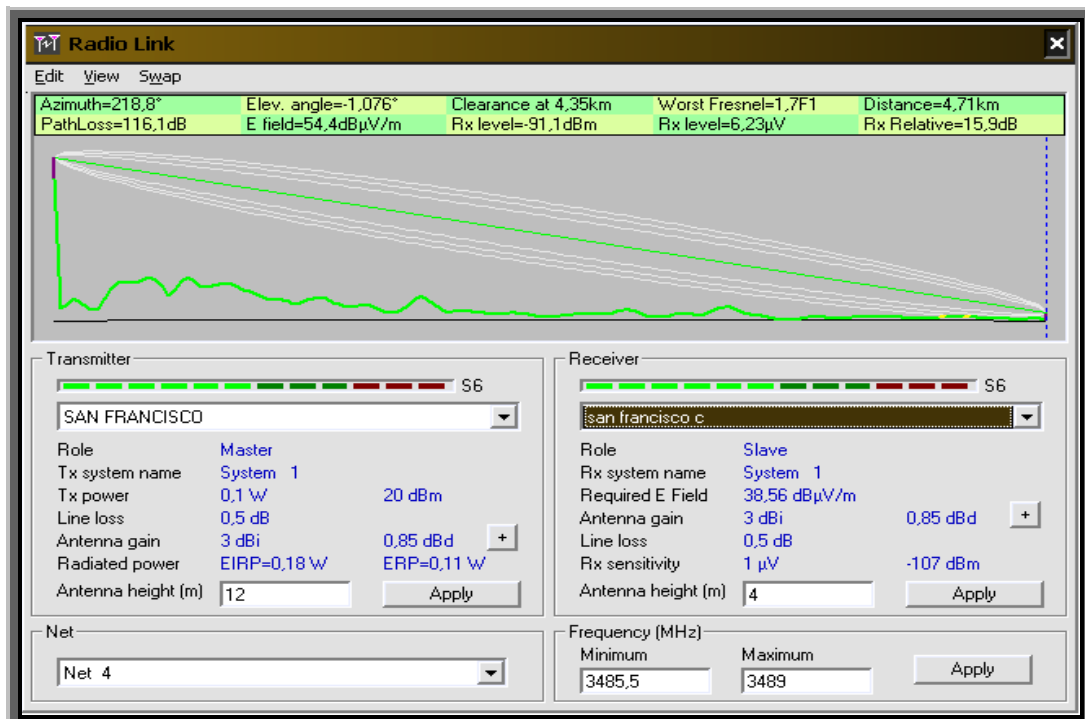 Radio Link
Edit View Swap
Azimuth=218,8° Elev. angle=-1,076° Clearance at 4,35km Worst Fresnel=1,7F1 Distance=4,71km
PathLoss=116,1dB E field=54,4dBµV/m Rx level=-91,1dBm Rx level=6,23µV Rx Relative=15,9dB
Transmitter
S6
SAN FRANCISCO
Role Master
Tx system name System 1
Tx power 0,1 W 20 dBm
Line loss 0,5 dB
Antenna gain 3 dBi 0,85 dBd +
Radiated power EIRP=0,18 W ERP=0,11 W
Antenna height (m) 12 Apply
Receiver
S6
san francisco c
Role Slave
Rx system name System 1
Required E Field 38,56 dBµV/m
Antenna gain 3 dBi 0,85 dBd +
Line loss 0,5 dB
Rx sensitivity 1 µV -107 dBm
Antenna height (m) 4 Apply
Net
Net 4
Frequency (MHz)
Minimum Maximum
3485,5 3489 Apply